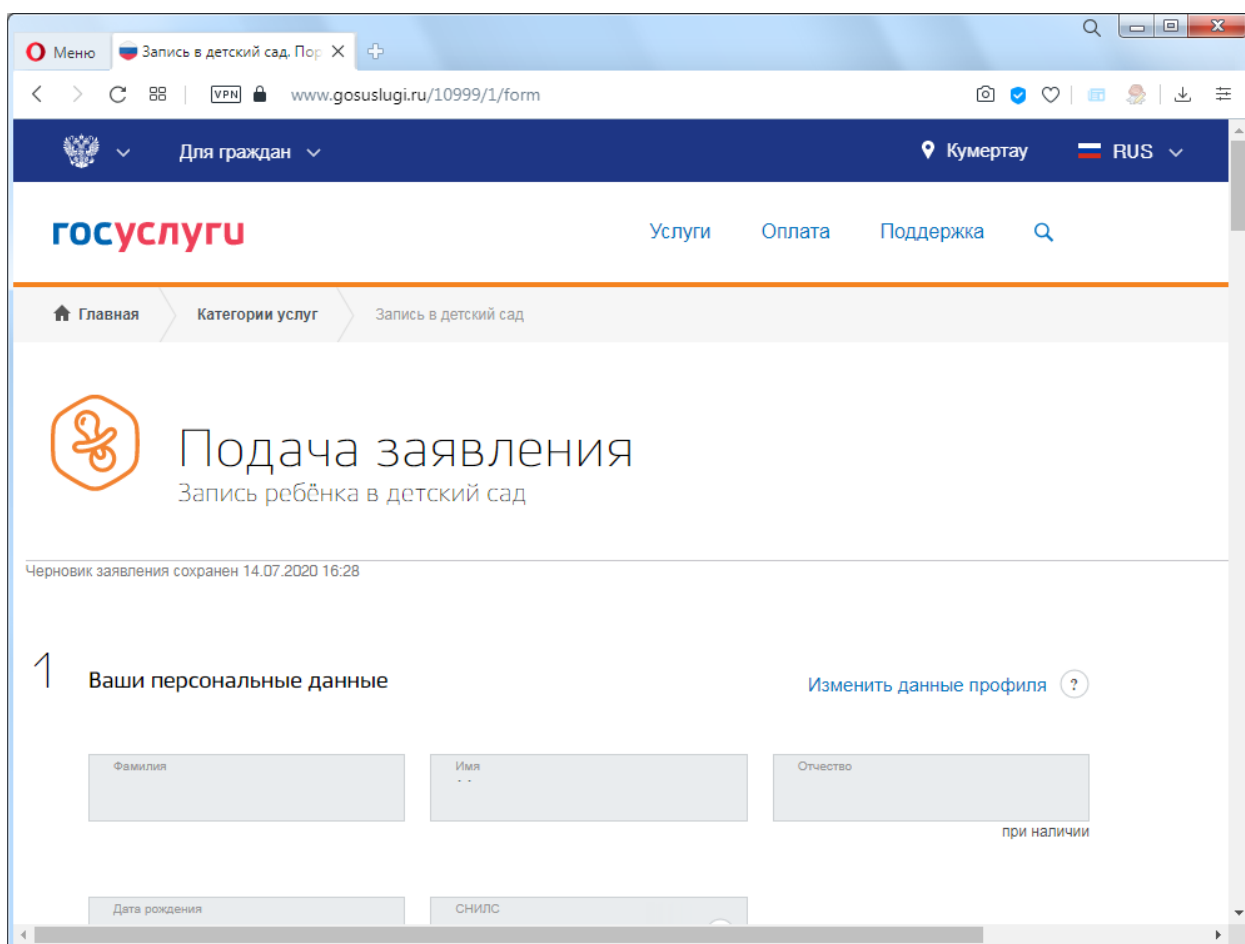 Меню Запись в детский сад. Пор
VPN www.gosuslugi.ru/10999/1/form
Для граждан Кумертау RUS
госуслуги Услуги Оплата Поддержка
Главная Категории услуг Запись в детский сад
Подача заявления
Запись ребёнка в детский сад
Черновик заявления сохранен 14.07.2020 16:28
1 Ваши персональные данные Изменить данные профиля ?
Фамилия Имя Отчество
при наличии
Дата рождения СНИЛС